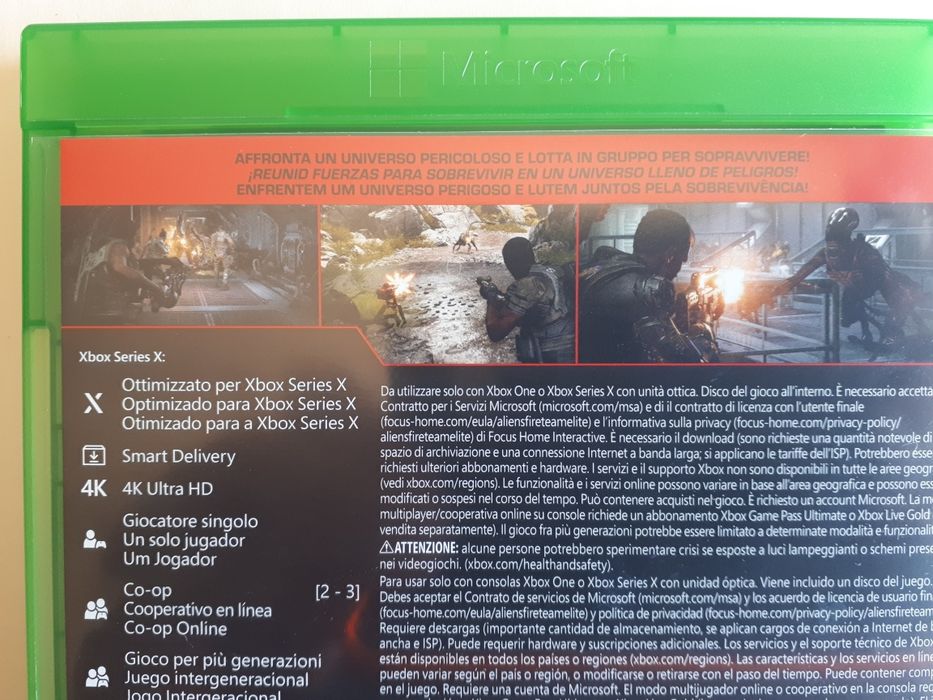 Microsoft
AFFRONTA UN UNIVERSO PERICOLOSO E LOTTA IN GRUPPO PER SOPRAVVIVERE!
¡REUNID FUERZAS PARA SOBREVIVIR EN UN UNIVERSO LLENO DE PELIGROS!
ENFRENTEM UM UNIVERSO PERIGOSO E LUTEM JUNTOS PELA SOBREVIVÊNCIA!
Xbox Series X:
X
Ottimizzato per Xbox Series X
Optimizado para Xbox Series X
Otimizado para a Xbox Series X
Smart Delivery
4K 4K Ultra HD
Giocatore singolo
Un solo jugador
Um Jogador
Co-op [2 - 3]
Cooperativo en línea
Co-op Online
Gioco per più generazioni
Juego intergeneracional
Jogo Intergeracional
Da utilizzare solo con Xbox One o Xbox Series X con unità ottica. Disco del gioco all'interno. È necessario
Contratto per i Servizi Microsoft (microsoft.com/msa) e di il contratto di licenza con l'utente finale
(focus-home.com/eula/aliensfireteamelite) e l'informativa sulla privacy (focus-home.com/privacy-policy/
aliensfireteamelite) di Focus Home Interactive. È necessario il download (sono richieste una quantità notevole di
spazio di archiviazione e una connessione Internet a banda larga; si applicano le tariffe dell'ISP). Potrebbero
richiesti ulteriori abbonamenti e hardware. I servizi e il supporto Xbox non sono disponibili in tutte le aree
(vedi xbox.com/regions). Le funzionalità e i servizi online possono variare in base all'area geografica e possono
modificati o sospesi nel corso del tempo. Può contenere acquisti nel gioco. È richiesto un account Microsoft. La
multiplayer/cooperativa online su console richiede un abbonamento Xbox Game Pass Ultimate o Xbox Live Gold
vendita separatamente). Il gioco fra più generazioni potrebbe essere limitato a determinate modalità e
⚠ATTENZIONE: alcune persone potrebbero sperimentare crisi se esposte a luci lampeggianti o schemi
nei videogiochi. (xbox.com/healthandsafety).
Para usar solo con consolas Xbox One o Xbox Series X con unidad óptica. Viene incluido un disco del juego.
Debes aceptar el Contrato de servicios de Microsoft (microsoft.com/msa) y los acuerdo de licencia de usuario
(focus-home.com/eula/aliensfireteamelite) y política de privacidad (focus-home.com/privacy-policy/
Requiere descargas (importante cantidad de almacenamiento, se aplican cargos de conexión a Internet de
ancha e ISP). Puede requerir hardware y suscripciones adicionales. Los servicios y el soporte técnico de
están disponibles en todos los países o regiones (xbox.com/regions). Las características y los servicios en
pueden variar según el país o región, o modificarse o retirarse con el paso del tiempo. Puede contener
en el juego. Requiere una cuenta de Microsoft. El modo multijugador online o cooperativo en la consola